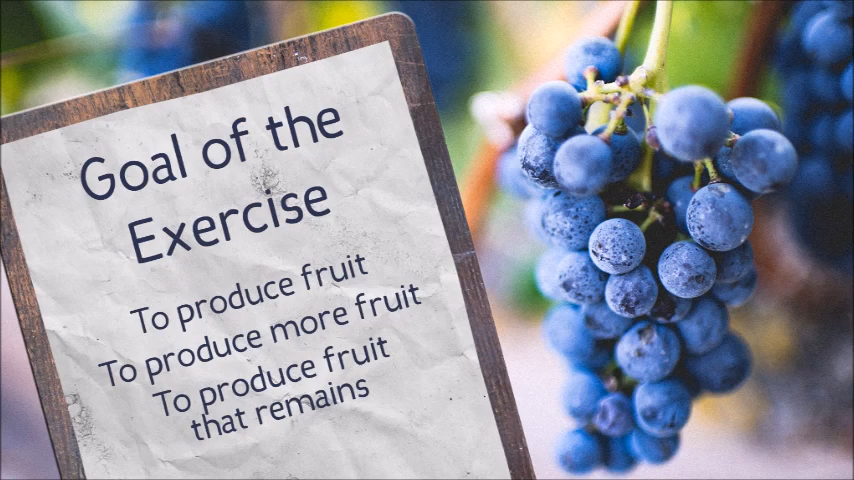 Goal of the
Exercise
To produce fruit
To produce more fruit
To produce fruit
that remains